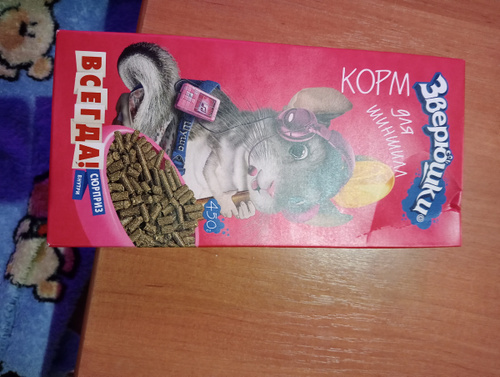 Зверюшки
КОРМ
для
шиншилл
ВСЕГДА!
СЮРПРИЗ
ВНУТРИ
450г